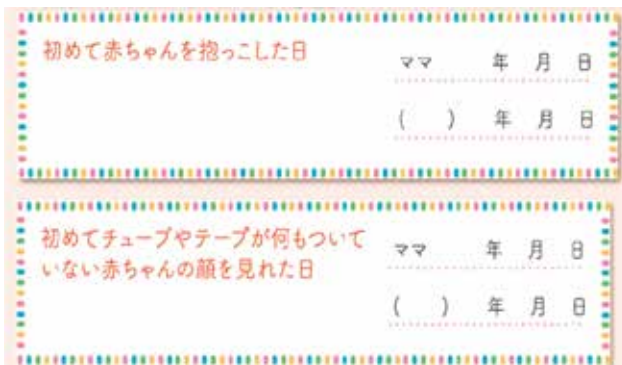 初めて赤ちゃんを抱っこした日
ママ 年 月 日
( ) 年 月 日
初めてチューブやテープが何もついて
いない赤ちゃんの顔を見れた日
ママ 年 月 日
( ) 年 月 日